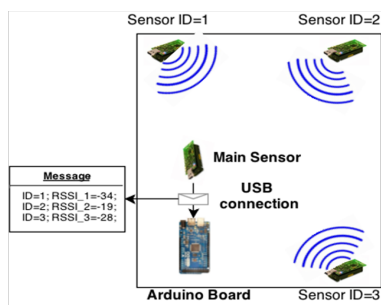 Sensor ID=1
Sensor ID=2
Main Sensor
Message
USB
connection
ID=1; RSSI_1=-34;
ID=2; RSSI_2=-19;
ID=3; RSSI_3=-28;
Arduino Board
Sensor ID=3